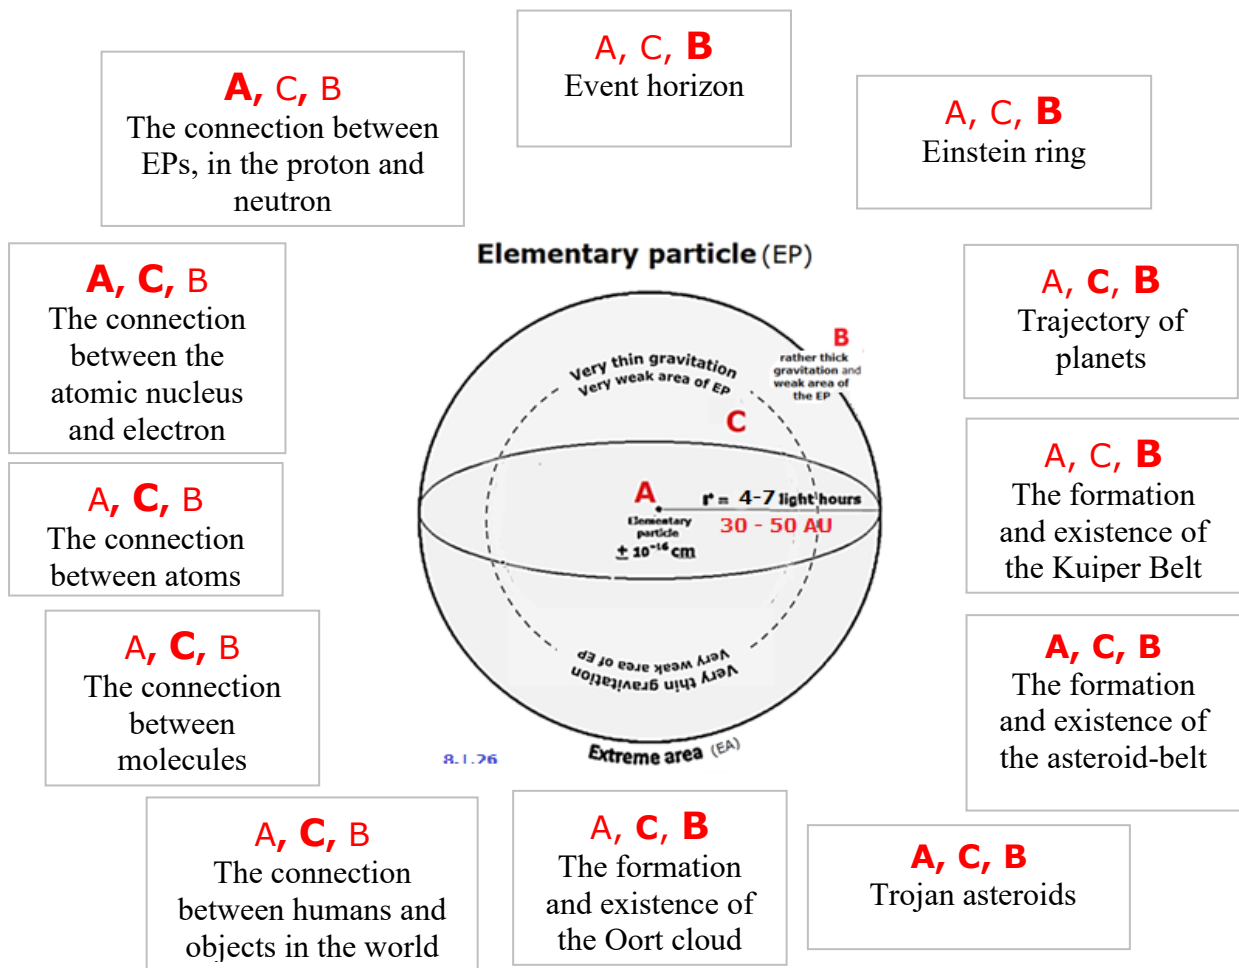 A, C, B
Event horizon
A, C, B
The connection between
EPs, in the proton and
neutron
A, C, B
Einstein ring
Elementary particle (EP)
A, C, B
The connection
between the
atomic nucleus
and electron
A, C, B
Trajectory of
planets
B
rather thick
gravitation and
weak area of
the EP
Very thin gravitation
Very weak area of EP
C
A
r = 4-7 light hours
Elementary
particle
30 - 50 AU
± 10⁻¹⁶ cm
A, C, B
The connection
between atoms
A, C, B
The formation
and existence of
the Kuiper Belt
A, C, B
The connection
between
molecules
Very weak area of EP
Very thin gravitation
A, C, B
The formation
and existence of
the asteroid-belt
Extreme area (EA)
8.1.26
A, C, B
The connection
between humans and
objects in the world
A, C, B
The formation
and existence of
the Oort cloud
A, C, B
Trojan asteroids